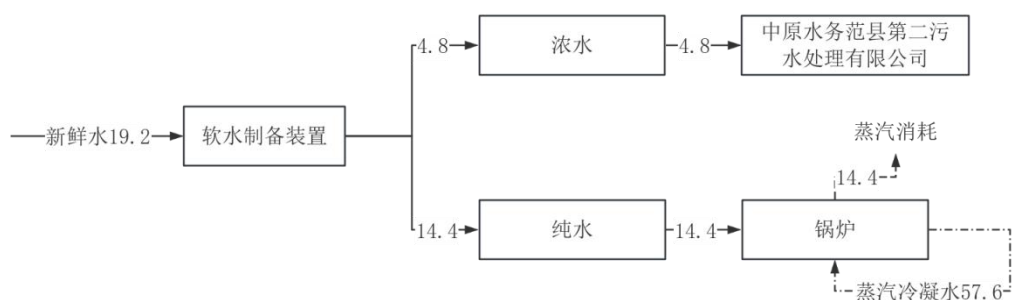 4.8
浓水
4.8
中原水务范县第二污
水处理有限公司
新鲜水19.2
软水制备装置
蒸汽消耗
14.4
14.4
纯水
14.4
锅炉
蒸汽冷凝水57.6